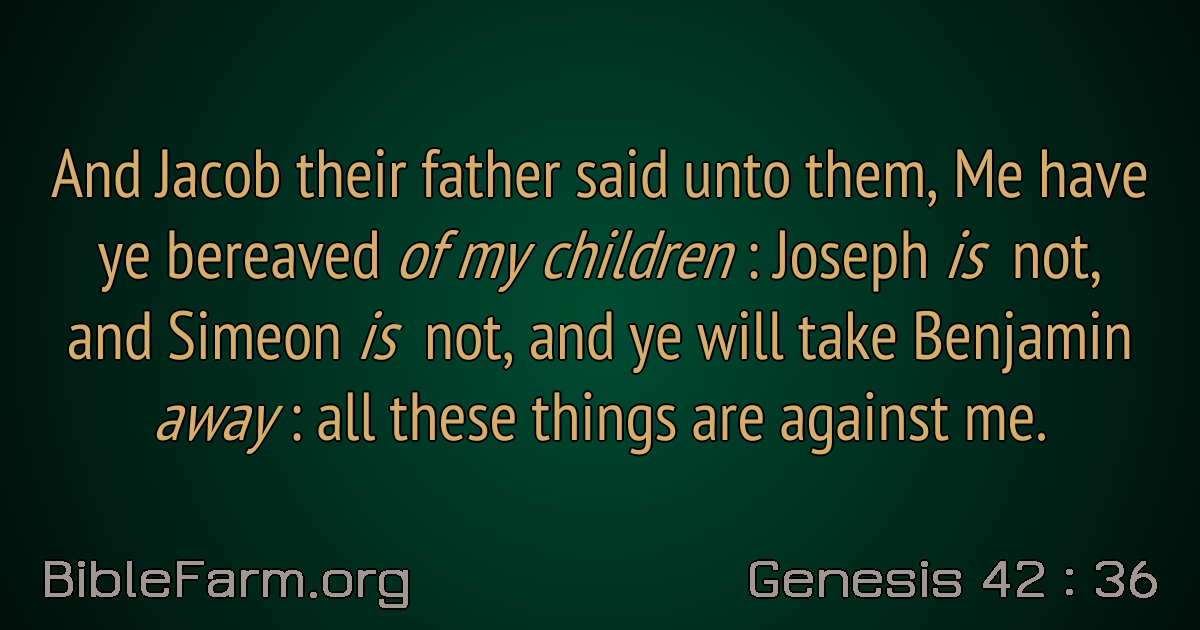 And Jacob their father said unto them, Me have
ye bereaved of my children : Joseph is not,
and Simeon is not, and ye will take Benjamin
away : all these things are against me.
BibleFarm.org
Genesis 42 : 36